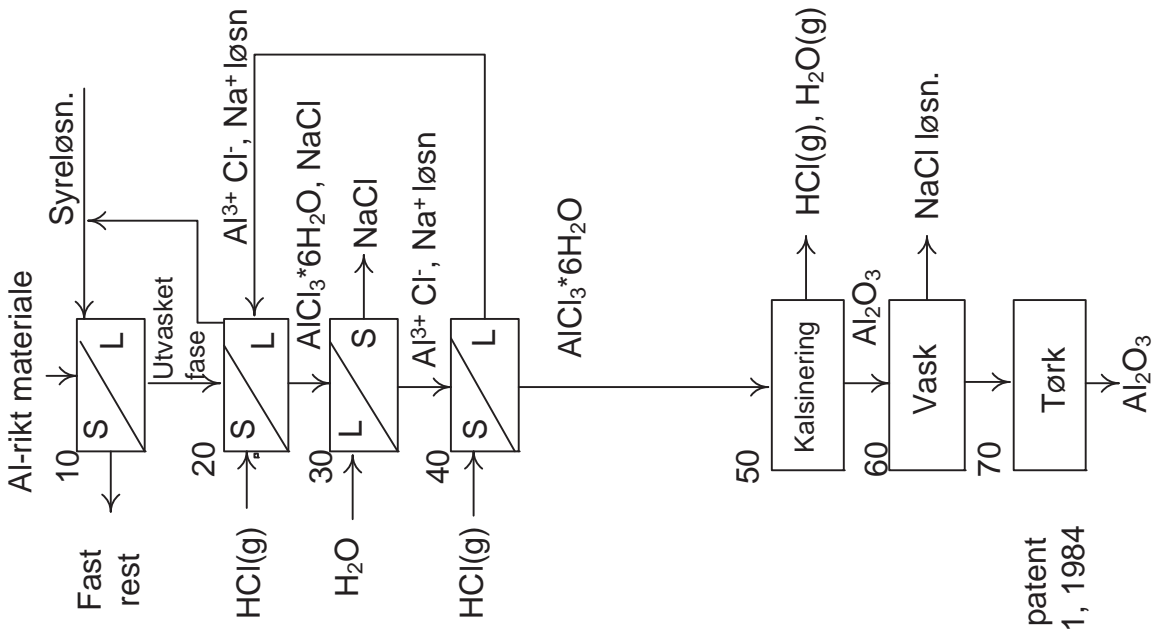 Al-rikt materiale
Syreløsn.
10
S
L
Fast
rest
Utvasket
fase
20
S
L
HCl(g)
Al³⁺ Cl⁻, Na⁺ løsn
AlCl₃*6H₂O, NaCl
30
L
S
H₂O
NaCl
Al³⁺ Cl⁻, Na⁺ løsn
40
S
L
HCl(g)
AlCl₃*6H₂O
50
Kalsinering
HCl(g), H₂O(g)
Al₂O₃
60
Vask
NaCl løsn.
70
Tørk
Al₂O₃
patent
1, 1984